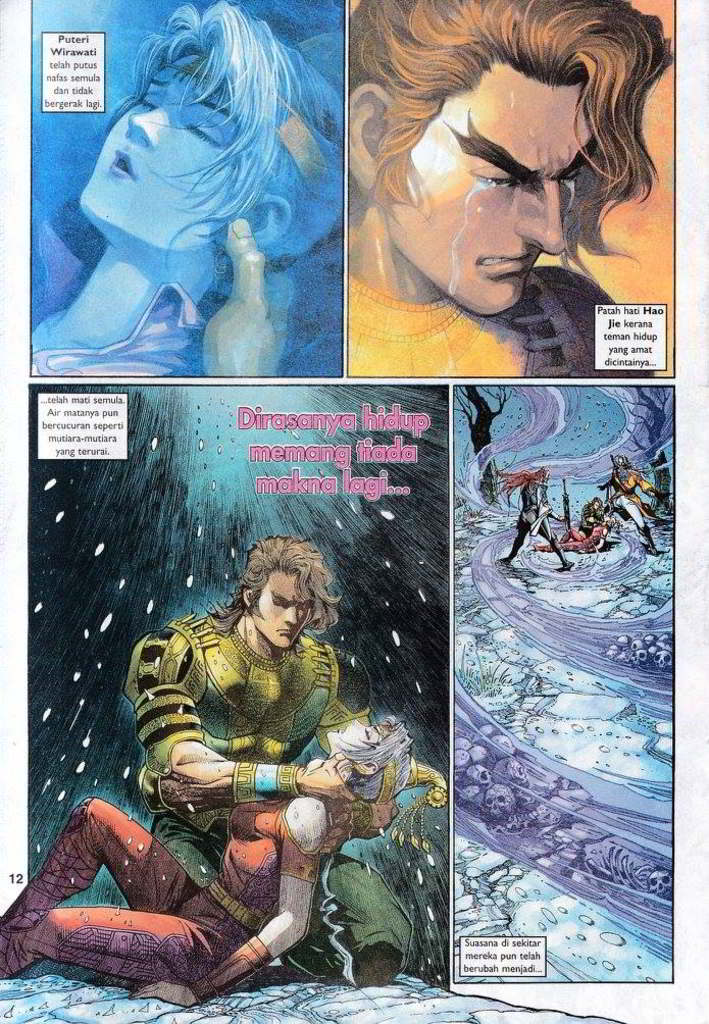 Puteri
Wirawati
telah putus
nafas semula
dan tidak
bergerak lagi.
Patah hati Hao
Jie kerana
teman hidup
yang amat
dicintainya...
...telah mati semula.
Air matanya pun
bercucuran seperti
mutiara-mutiara
yang terurai.
Dirasanya hidup
memang tiada
makna lagi...
Suasana di sekitar
mereka pun telah
berubah menjadi...
12